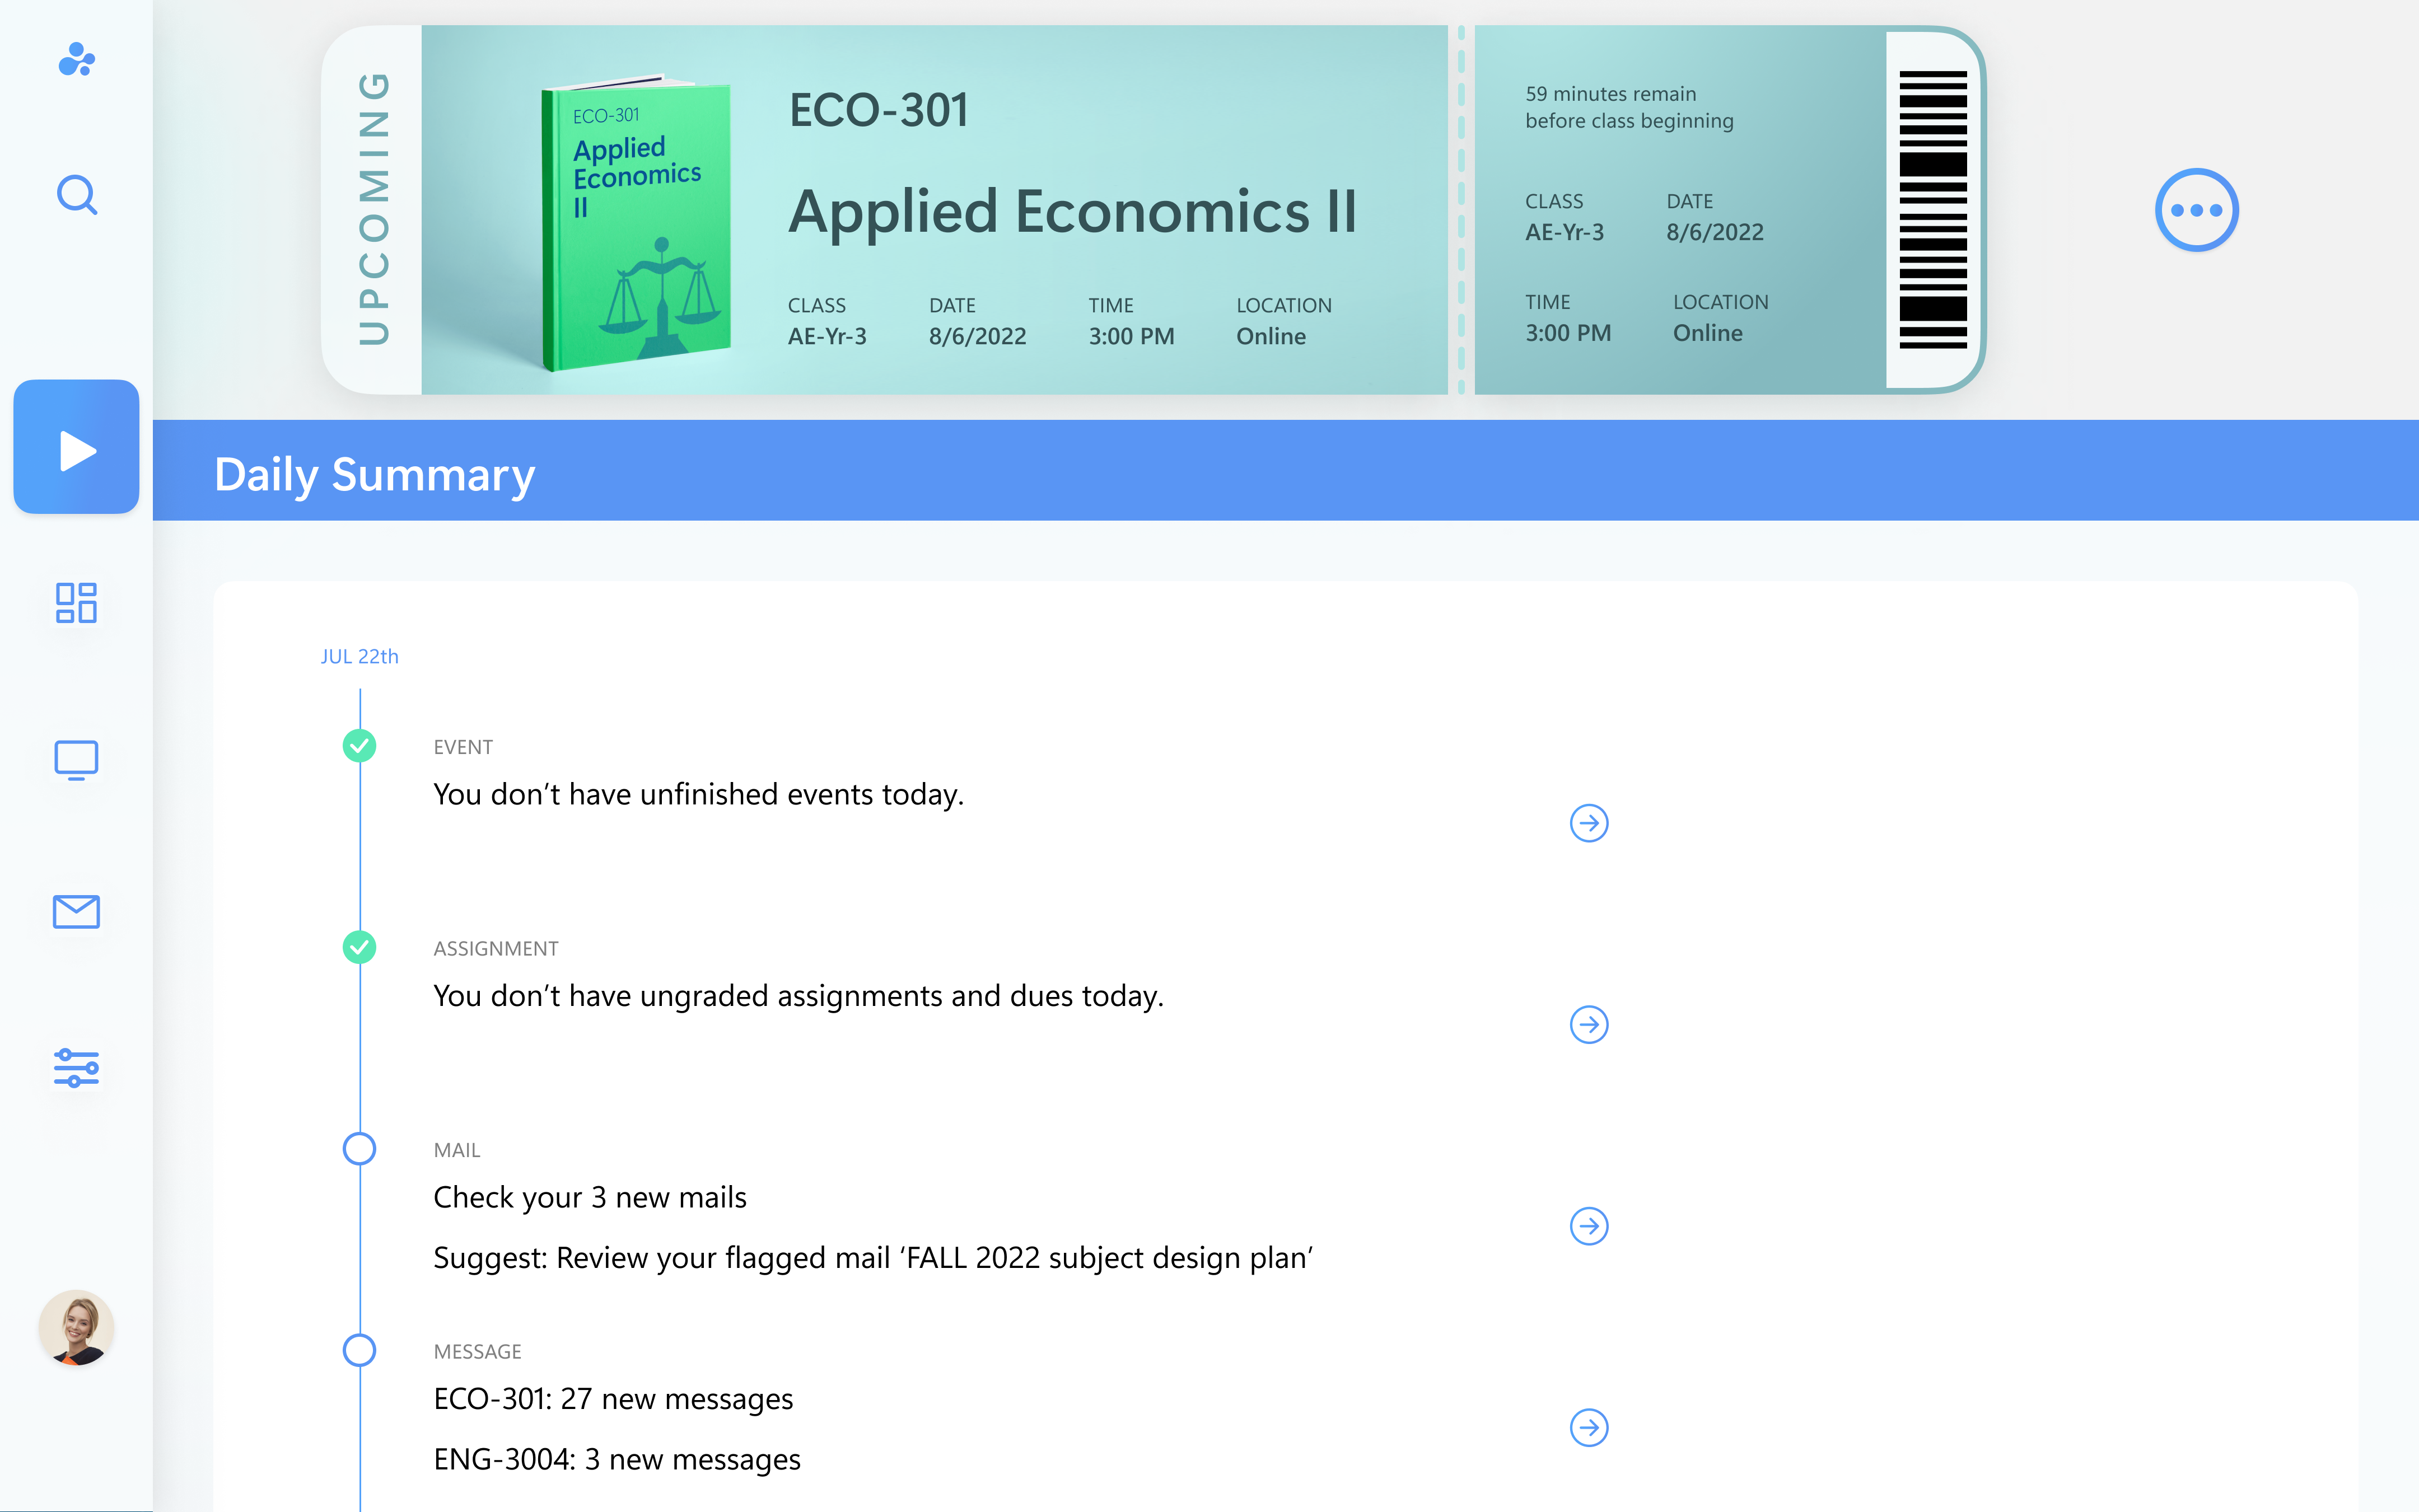 UPCOMING
ECO-301
Applied
Economics
II
ECO-301
Applied Economics II
CLASS DATE TIME LOCATION
AE-Yr-3 8/6/2022 3:00 PM Online
59 minutes remain
before class beginning
CLASS DATE
AE-Yr-3 8/6/2022
TIME LOCATION
3:00 PM Online
Daily Summary
JUL 22th
EVENT
You don’t have unfinished events today.
ASSIGNMENT
You don’t have ungraded assignments and dues today.
MAIL
Check your 3 new mails
Suggest: Review your flagged mail ‘FALL 2022 subject design plan’
MESSAGE
ECO-301: 27 new messages
ENG-3004: 3 new messages